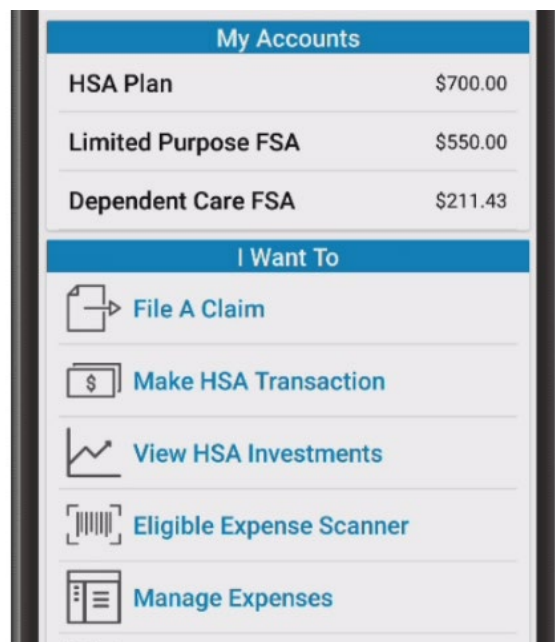 My Accounts
HSA Plan $700.00
Limited Purpose FSA $550.00
Dependent Care FSA $211.43
I Want To
File A Claim
$ Make HSA Transaction
View HSA Investments
Eligible Expense Scanner
Manage Expenses